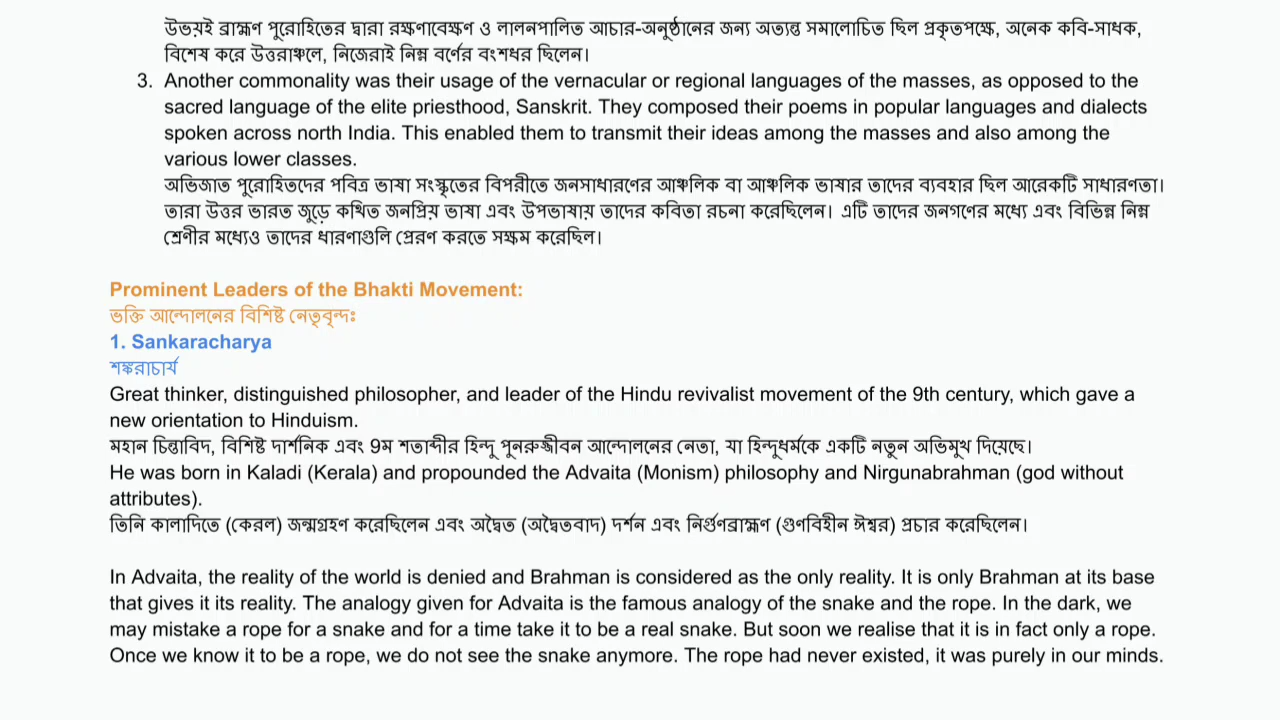 উভয়ই ব্রাহ্মণ পুরোহিতের দ্বারা রক্ষণাবেক্ষণ ও লালনপালিত আচার-অনুষ্ঠানের জন্য অত্যন্ত সমালোচিত ছিল প্রকৃতপক্ষে, অনেক কবি-সাধক,
বিশেষ করে উত্তরাঞ্চলে, নিজেরাই নিম্ন বর্ণের বংশধর ছিলেন।
3. Another commonality was their usage of the vernacular or regional languages of the masses, as opposed to the
sacred language of the elite priesthood, Sanskrit. They composed their poems in popular languages and dialects
spoken across north India. This enabled them to transmit their ideas among the masses and also among the
various lower classes.
অভিজাত পুরোহিতদের পবিত্র ভাষা সংস্কৃতের বিপরীতে জনসাধারণের আঞ্চলিক বা আঞ্চলিক ভাষার তাদের ব্যবহার ছিল আরেকটি সাধারণতা।
তারা উত্তর ভারত জুড়ে কথিত জনপ্রিয় ভাষা এবং উপভাষায় তাদের কবিতা রচনা করেছিলেন। এটি তাদের জনগণের মধ্যে এবং বিভিন্ন নিম্ন
শ্রেণীর মধ্যেও তাদের ধারণাগুলি প্রেরণ করতে সক্ষম করেছিল।
Prominent Leaders of the Bhakti Movement:
ভক্তি আন্দোলনের বিশিষ্ট নেতৃবৃন্দঃ
1. Sankaracharya
শঙ্করাচার্য
Great thinker, distinguished philosopher, and leader of the Hindu revivalist movement of the 9th century, which gave a
new orientation to Hinduism.
মহান চিন্তাবিদ, বিশিষ্ট দার্শনিক এবং 9ম শতাব্দীর হিন্দু পুনরুজ্জীবন আন্দোলনের নেতা, যা হিন্দুধর্মকে একটি নতুন অভিমুখ দিয়েছে।
He was born in Kaladi (Kerala) and propounded the Advaita (Monism) philosophy and Nirgunabrahman (god without
attributes).
তিনি কালাদিতে (কেরল) জন্মগ্রহণ করেছিলেন এবং অদ্বৈত (অদ্বৈতবাদ) দর্শন এবং নির্গুণব্রাহ্মণ (গুণবিহীন ঈশ্বর) প্রচার করেছিলেন।
In Advaita, the reality of the world is denied and Brahman is considered as the only reality. It is only Brahman at its base
that gives it its reality. The analogy given for Advaita is the famous analogy of the snake and the rope. In the dark, we
may mistake a rope for a snake and for a time take it to be a real snake. But soon we realise that it is in fact only a rope.
Once we know it to be a rope, we do not see the snake anymore. The rope had never existed, it was purely in our minds.